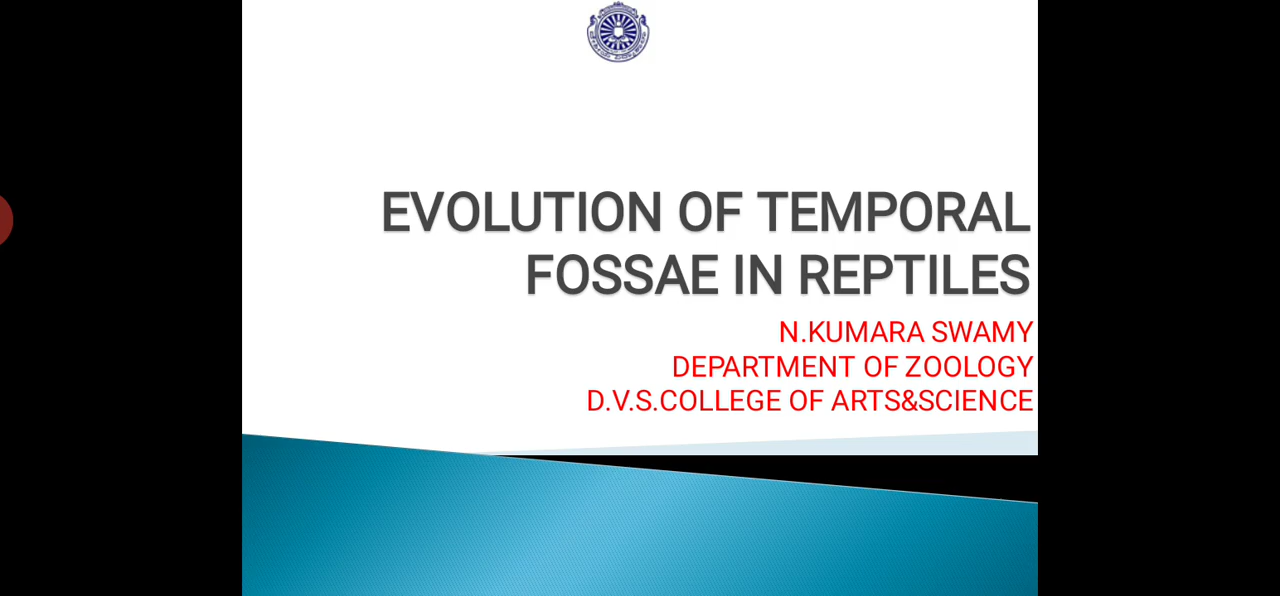 EVOLUTION OF TEMPORAL
FOSSAE IN REPTILES
N.KUMARA SWAMY
DEPARTMENT OF ZOOLOGY
D.V.S.COLLEGE OF ARTS&SCIENCE